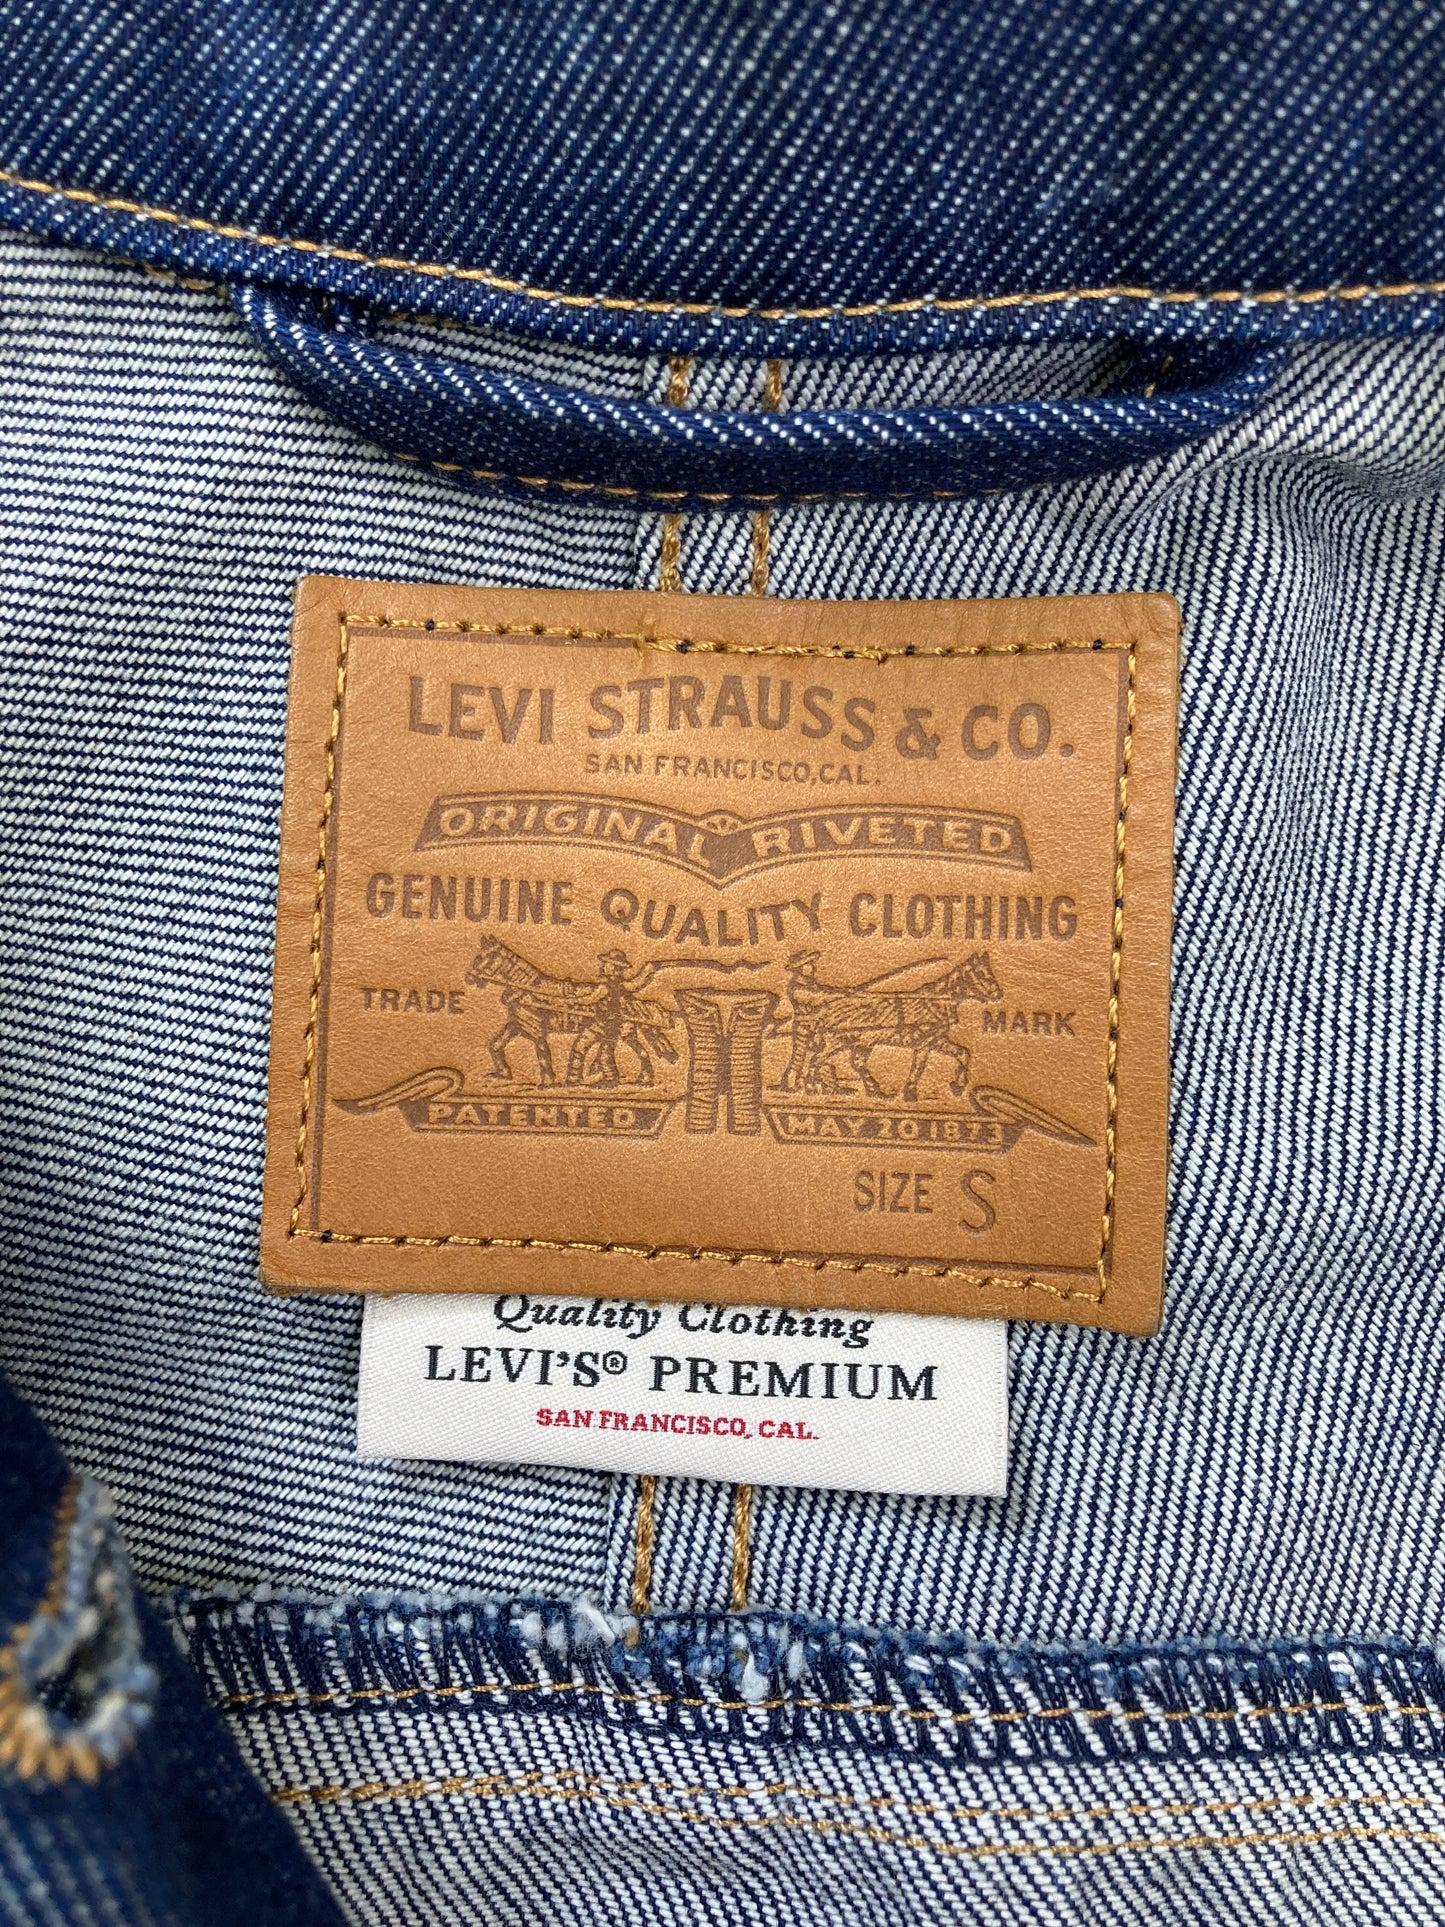 LEVI STRAUSS & CO.
SAN FRANCISCO, CAL.
ORIGINAL RIVETED
GENUINE QUALITY CLOTHING
TRADE MARK
PATENTED MAY 20 1873
SIZE S
Quality Clothing
LEVI'S® PREMIUM
SAN FRANCISCO, CAL.